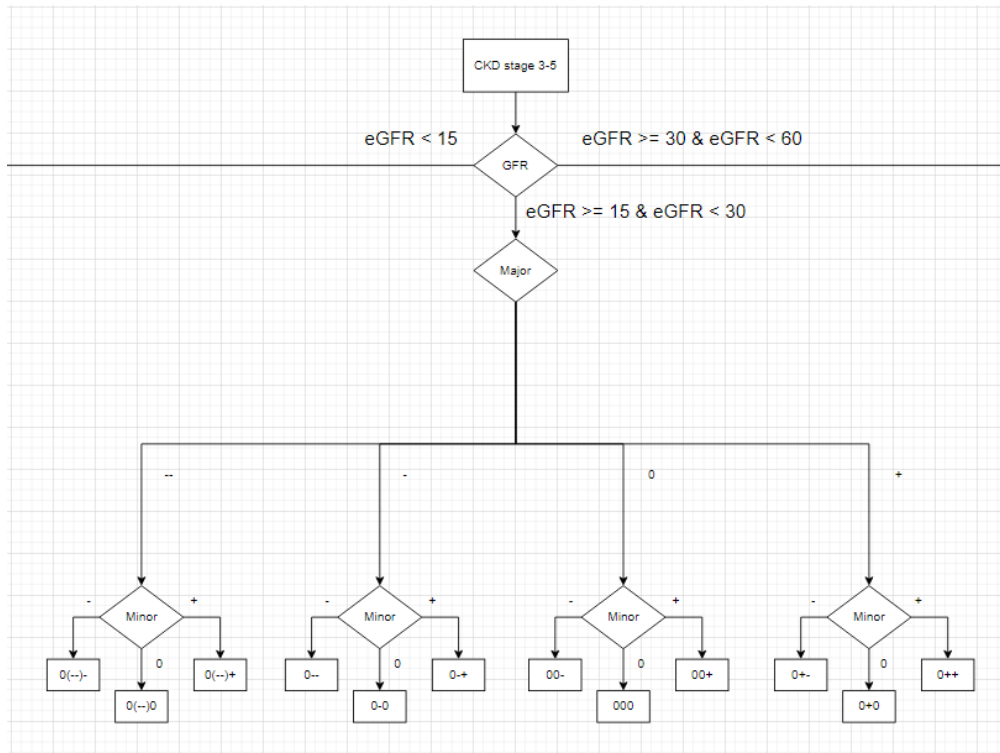 CKD stage 3-5
eGFR < 15
eGFR >= 30 & eGFR < 60
GFR
eGFR >= 15 & eGFR < 30
Major
--
-
0
+
-
+
-
+
-
+
-
+
Minor
Minor
Minor
Minor
0
0
0
0
0(--)-
0(--)+
0--
0-+
00-
00+
0+-
0++
0(--)0
0-0
000
0+0